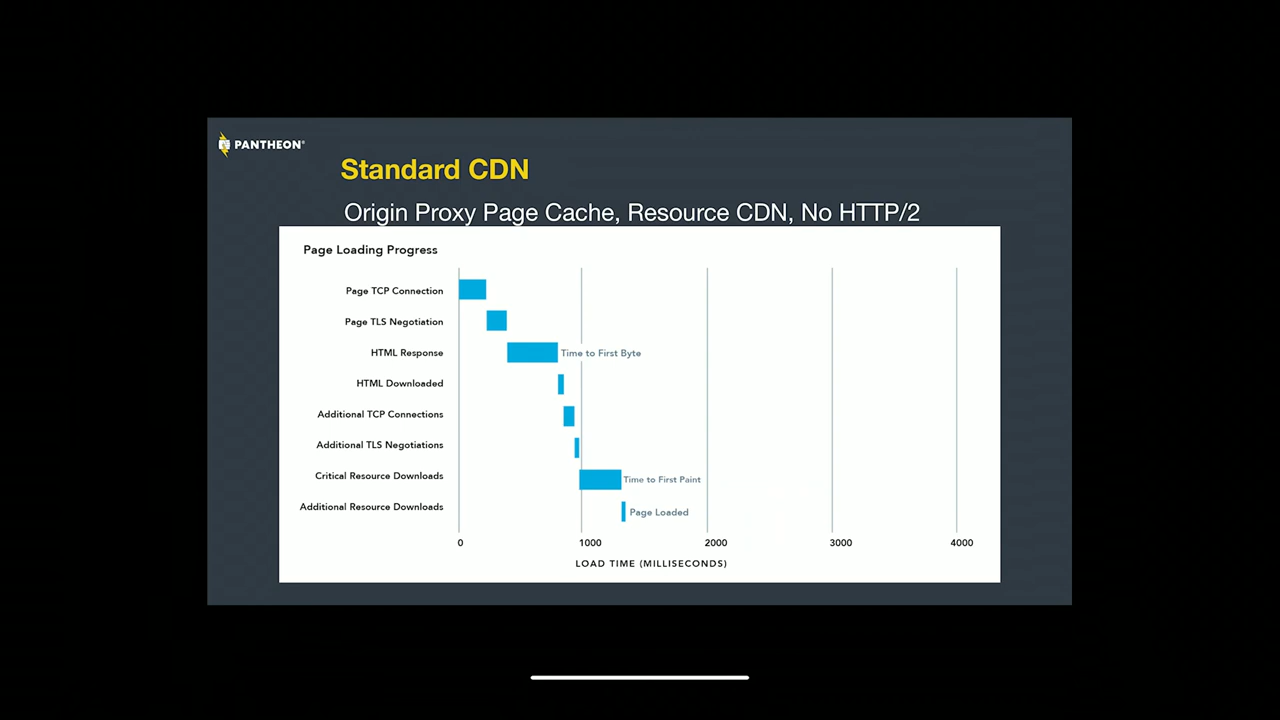 PANTHEON®
Standard CDN
Origin Proxy Page Cache, Resource CDN, No HTTP/2
Page Loading Progress
Page TCP Connection
Page TLS Negotiation
HTML Response
Time to First Byte
HTML Downloaded
Additional TCP Connections
Additional TLS Negotiations
Critical Resource Downloads
Time to First Paint
Additional Resource Downloads
Page Loaded
0 1000 2000 3000 4000
LOAD TIME (MILLISECONDS)